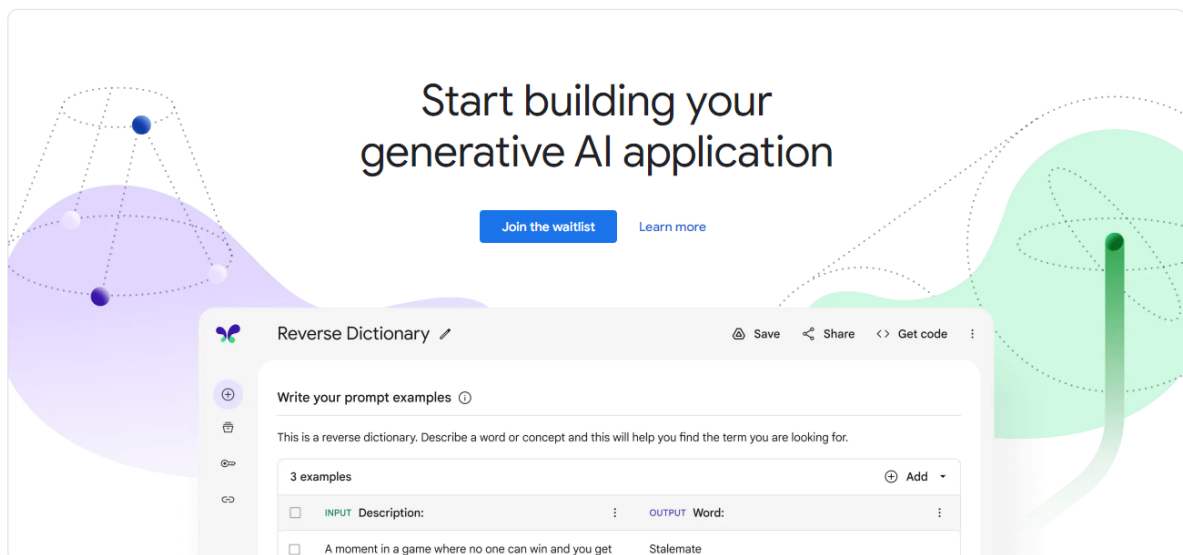 Start building your
generative AI application
Join the waitlist Learn more
Reverse Dictionary Save Share Get code
Write your prompt examples
This is a reverse dictionary. Describe a word or concept and this will help you find the term you are looking for.
3 examples Add
INPUT Description: OUTPUT Word:
A moment in a game where no one can win and you get Stalemate